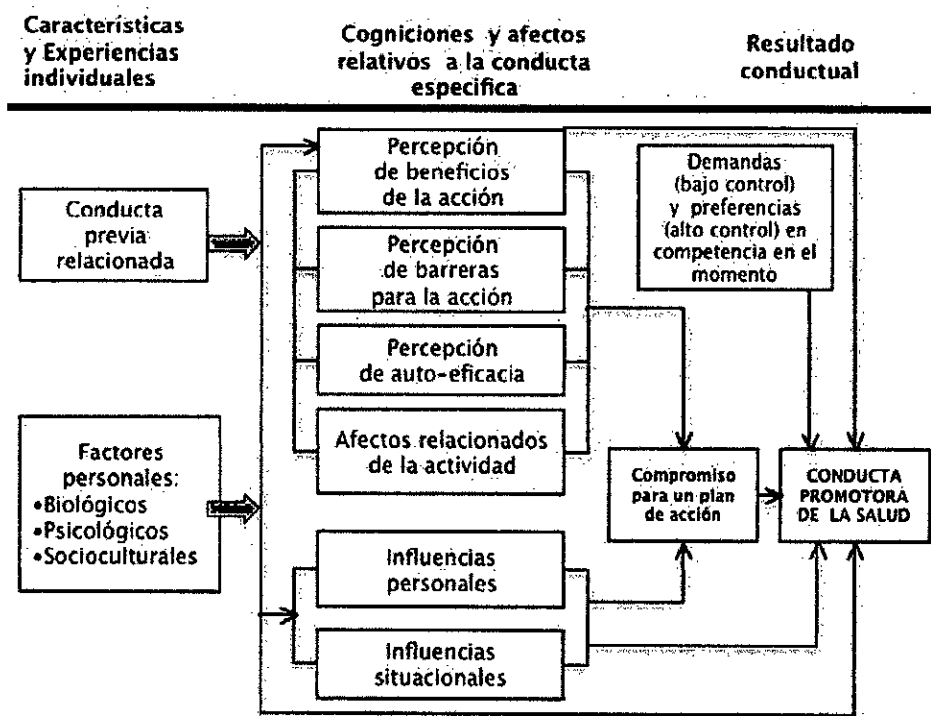 Características
y Experiencias
individuales
Cogniciones y afectos
relativos a la conducta
especifica
Resultado
conductual
Conducta
previa
relacionada
Factores
personales:
•Biológicos
•Psicológicos
•Socioculturales
Percepción
de beneficios
de la acción
Percepción
de barreras
para la acción
Percepción
de auto-eficacia
Afectos relacionados
de la actividad
Influencias
personales
Influencias
situacionales
Demandas
(bajo control)
y preferencias
(alto control) en
competencia en el
momento
Compromiso
para un plan
de acción
CONDUCTA
PROMOTORA
DE LA SALUD